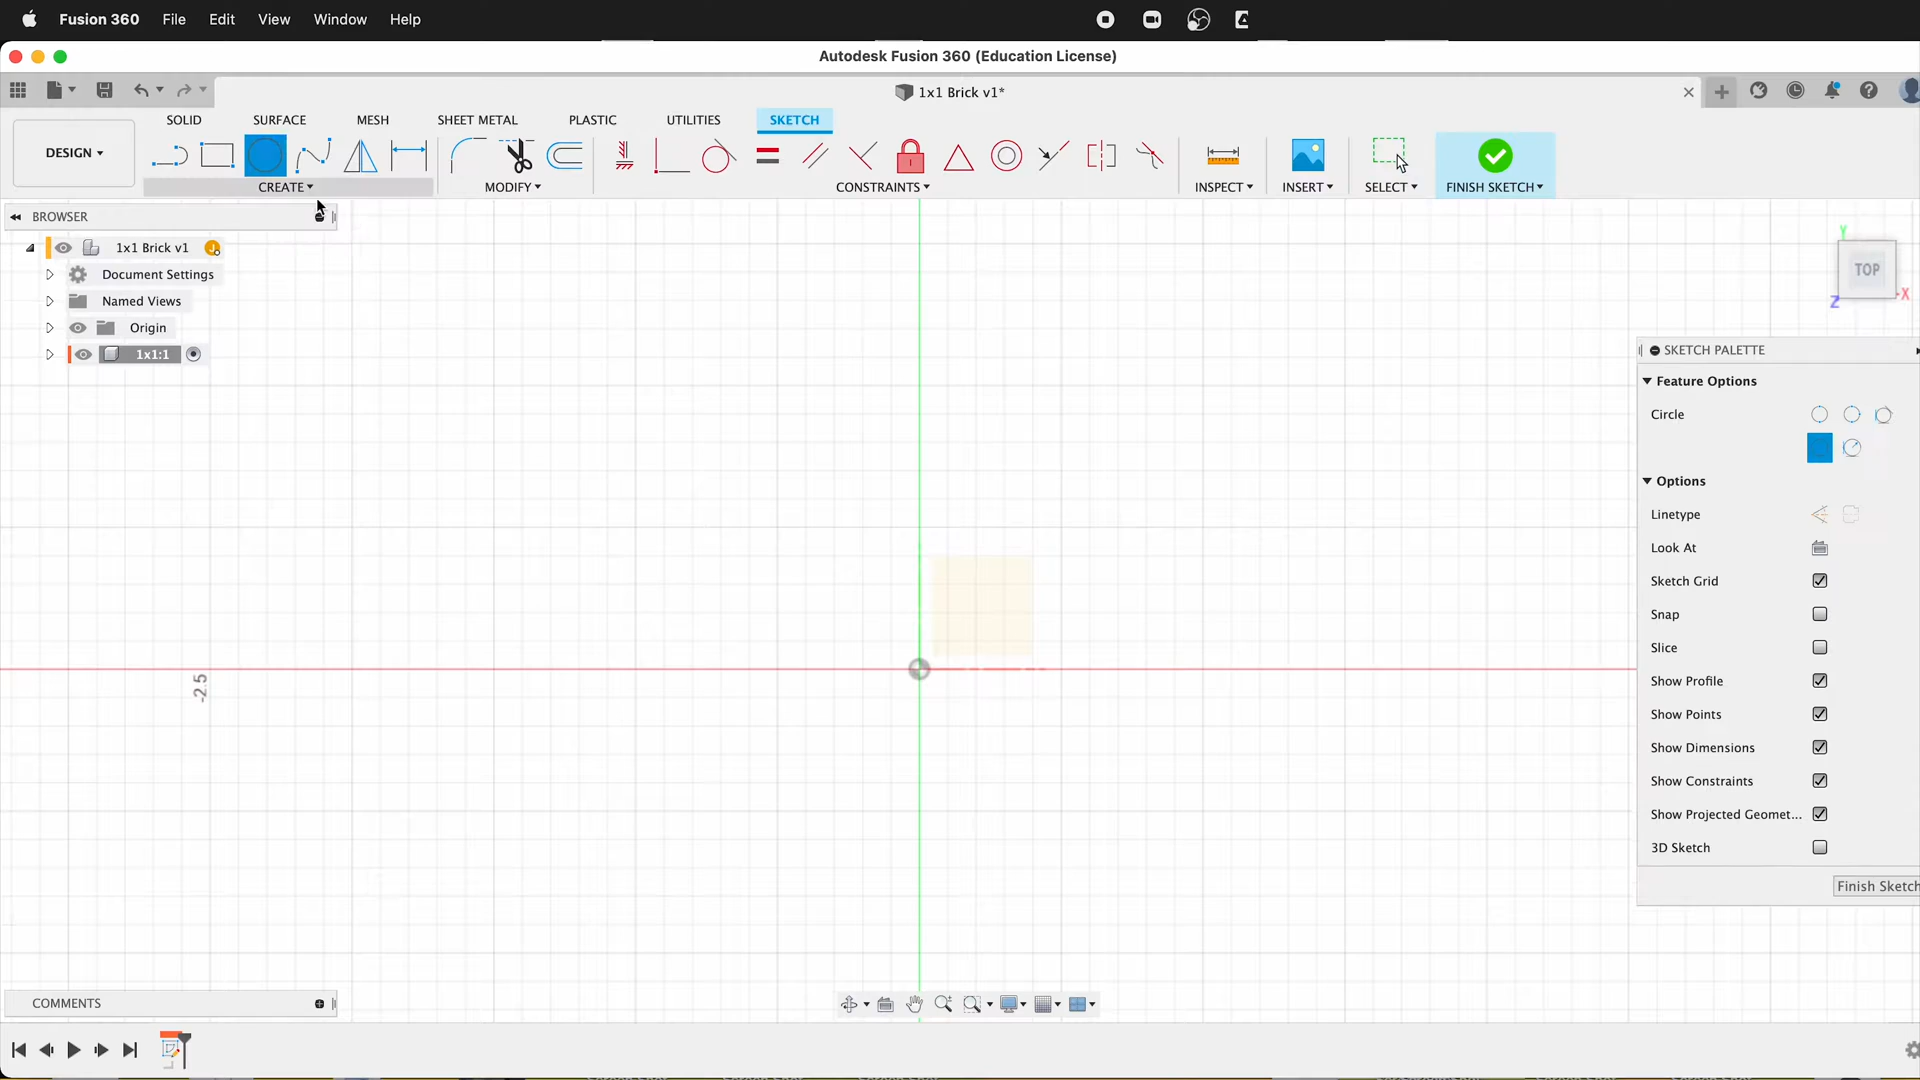 Fusion 360 File Edit View Window Help
Autodesk Fusion 360 (Education License)
1x1 Brick v1*
SOLID SURFACE MESH SHEET METAL PLASTIC UTILITIES SKETCH
DESIGN
CREATE MODIFY CONSTRAINTS INSPECT INSERT SELECT FINISH SKETCH
BROWSER
1x1 Brick v1
Document Settings
Named Views
Origin
1x1:1
Y
TOP
Z
X
-2.5
SKETCH PALETTE
Feature Options
Circle
Options
Linetype
Look At
Sketch Grid
Snap
Slice
Show Profile
Show Points
Show Dimensions
Show Constraints
Show Projected Geomet...
3D Sketch
Finish Sketch
COMMENTS